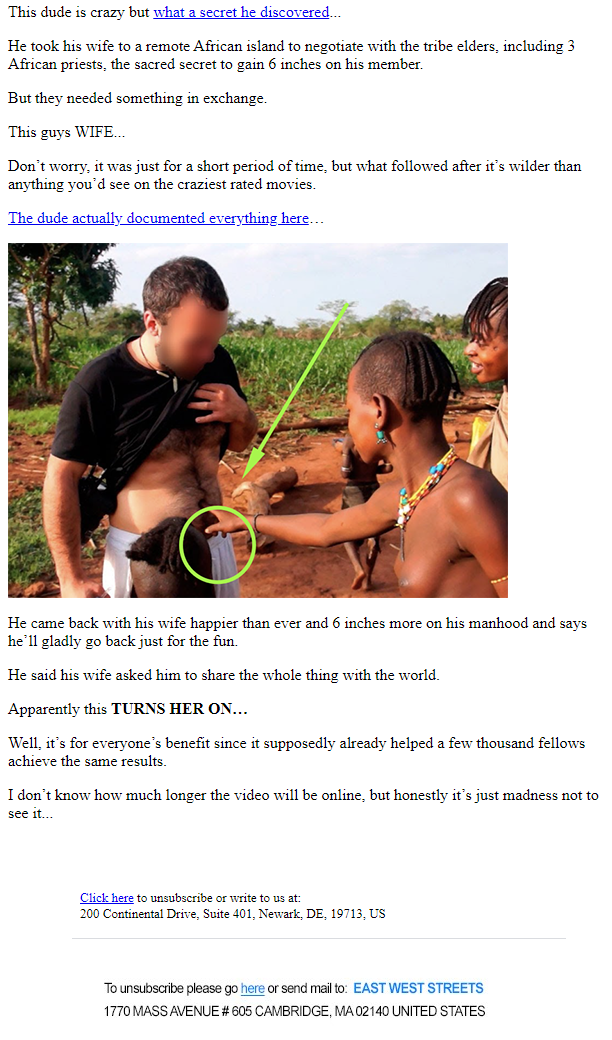 This dude is crazy but what a secret he discovered...
He took his wife to a remote African island to negotiate with the tribe elders, including 3
African priests, the sacred secret to gain 6 inches on his member.
But they needed something in exchange.
This guys WIFE...
Don’t worry, it was just for a short period of time, but what followed after it’s wilder than
anything you’d see on the craziest rated movies.
The dude actually documented everything here…
He came back with his wife happier than ever and 6 inches more on his manhood and says
he’ll gladly go back just for the fun.
He said his wife asked him to share the whole thing with the world.
Apparently this TURNS HER ON…
Well, it’s for everyone’s benefit since it supposedly already helped a few thousand fellows
achieve the same results.
I don’t know how much longer the video will be online, but honestly it’s just madness not to
see it...
Click here to unsubscribe or write to us at:
200 Continental Drive, Suite 401, Newark, DE, 19713, US
To unsubscribe please go here or send mail to: EAST WEST STREETS
1770 MASS AVENUE # 605 CAMBRIDGE, MA 02140 UNITED STATES